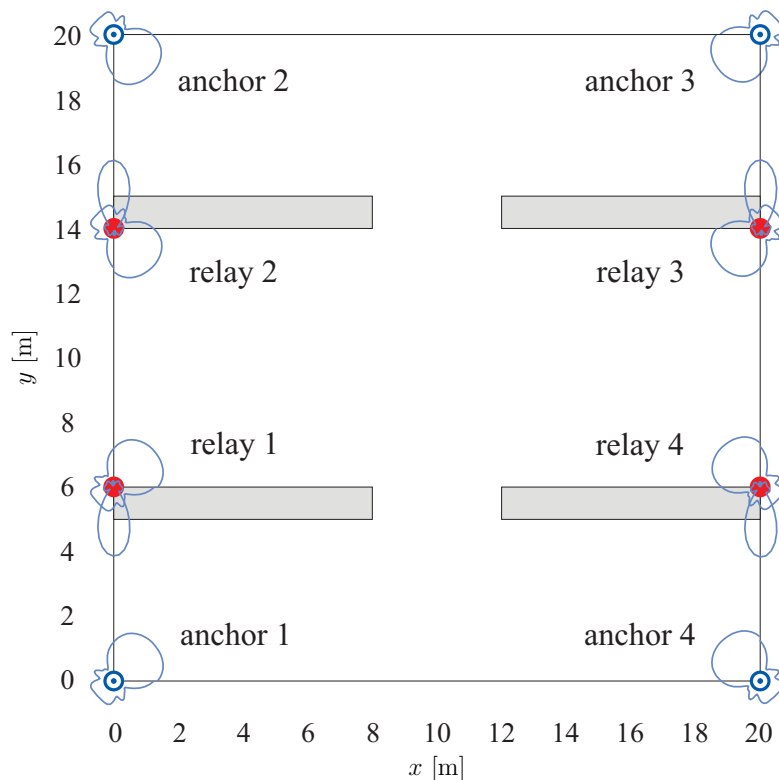 20
anchor 2
anchor 3
18
16
14
relay 2
relay 3
12
10
y [m]
8
relay 1
relay 4
6
4
2
anchor 1
anchor 4
0
0 2 4 6 8 10 12 14 16 18 20
x [m]